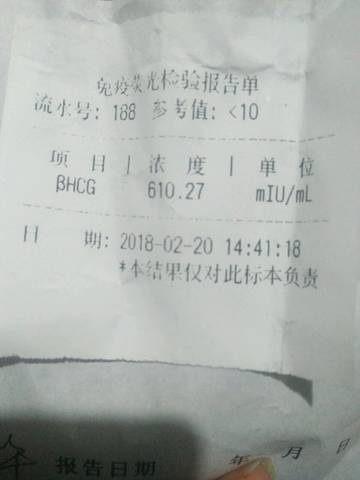 免疫荧光检验报告单
流水号: 188 参考值: <10
项 目 | 浓 度 | 单 位
βHCG 610.27 mIU/mL
日 期: 2018-02-20 14:41:18
*本结果仅对此标本负责
报告日期 年 月 日